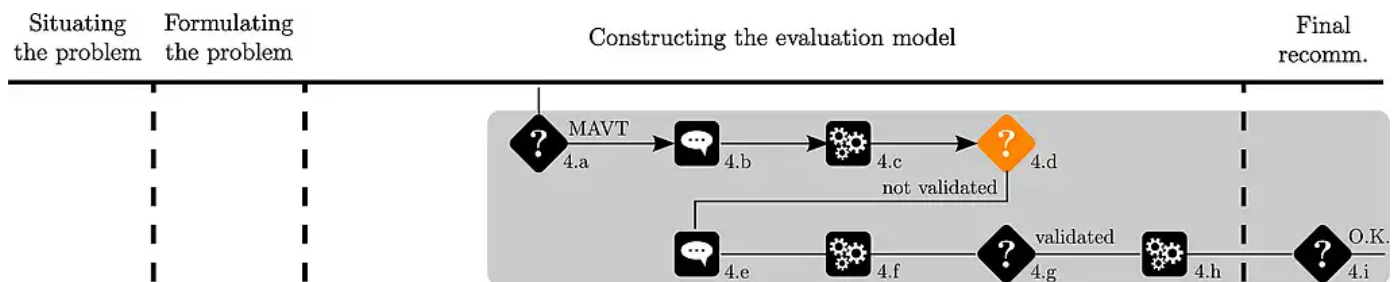 Situating
the problem
Formulating
the problem
Constructing the evaluation model
Final
recomm.
? MAVT ?
4.a 4.b 4.c 4.d
not validated
? validated ? O.K.
4.e 4.f 4.g 4.h 4.i